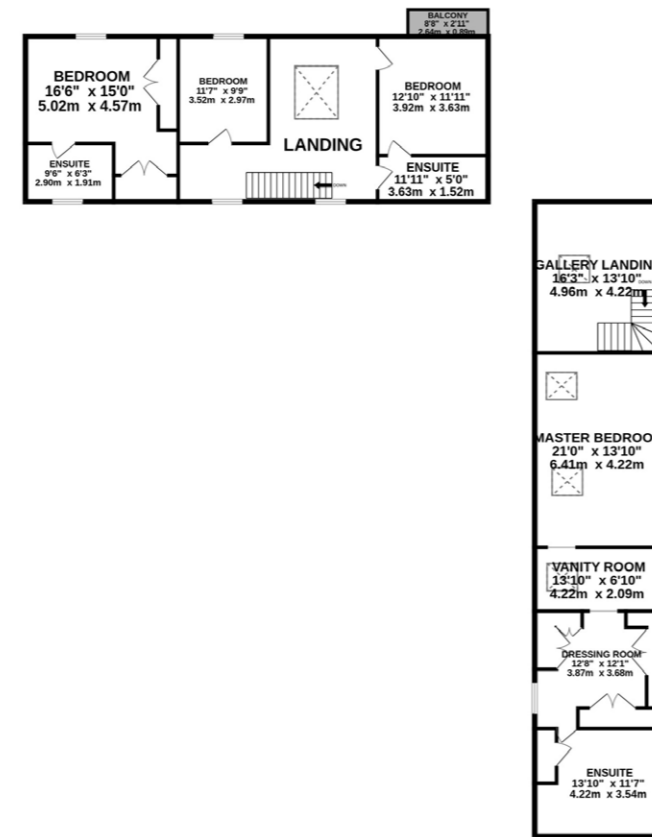 BALCONY
8'8" x 2'11"
2.64m x 0.89m
BEDROOM
16'6" x 15'0"
5.02m x 4.57m
BEDROOM
11'7" x 9'9"
3.52m x 2.97m
BEDROOM
12'10" x 11'11"
3.92m x 3.63m
LANDING
ENSUITE
9'6" x 6'3"
2.90m x 1.91m
ENSUITE
11'11" x 5'0"
3.63m x 1.52m
DOWN
GALLERY LANDIN
16'3" x 13'10"
4.96m x 4.22m
DOWN
MASTER BEDROO
21'0" x 13'10"
6.41m x 4.22m
VANITY ROOM
13'10" x 6'10"
4.22m x 2.09m
DRESSING ROOM
12'8" x 12'1"
3.87m x 3.68m
ENSUITE
13'10" x 11'7"
4.22m x 3.54m